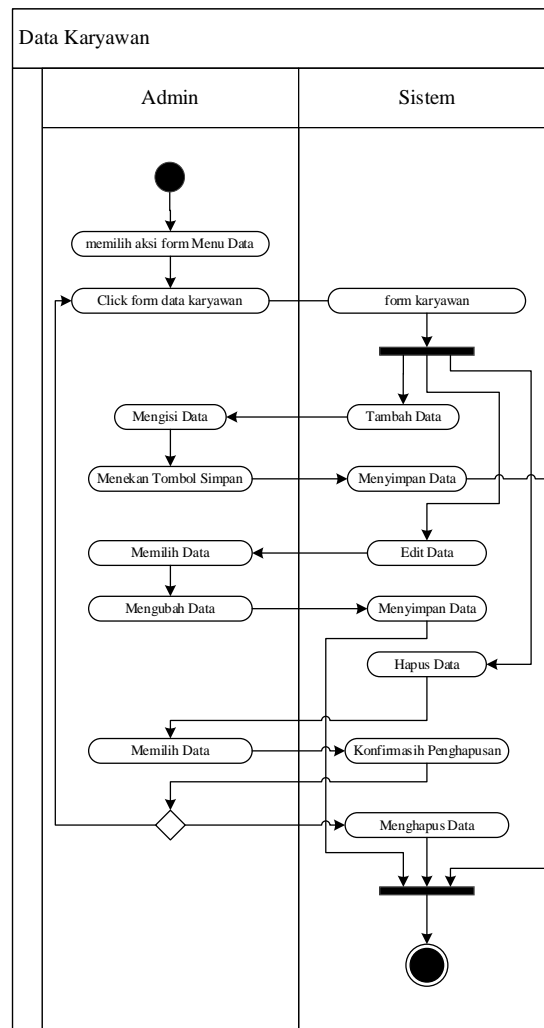 Data Karyawan
Admin
Sistem
memilih aksi form Menu Data
Click form data karyawan
form karyawan
Mengisi Data
Tambah Data
Menekan Tombol Simpan
Menyimpan Data
Memilih Data
Edit Data
Mengubah Data
Menyimpan Data
Hapus Data
Memilih Data
Konfirmasih Penghapusan
Menghapus Data